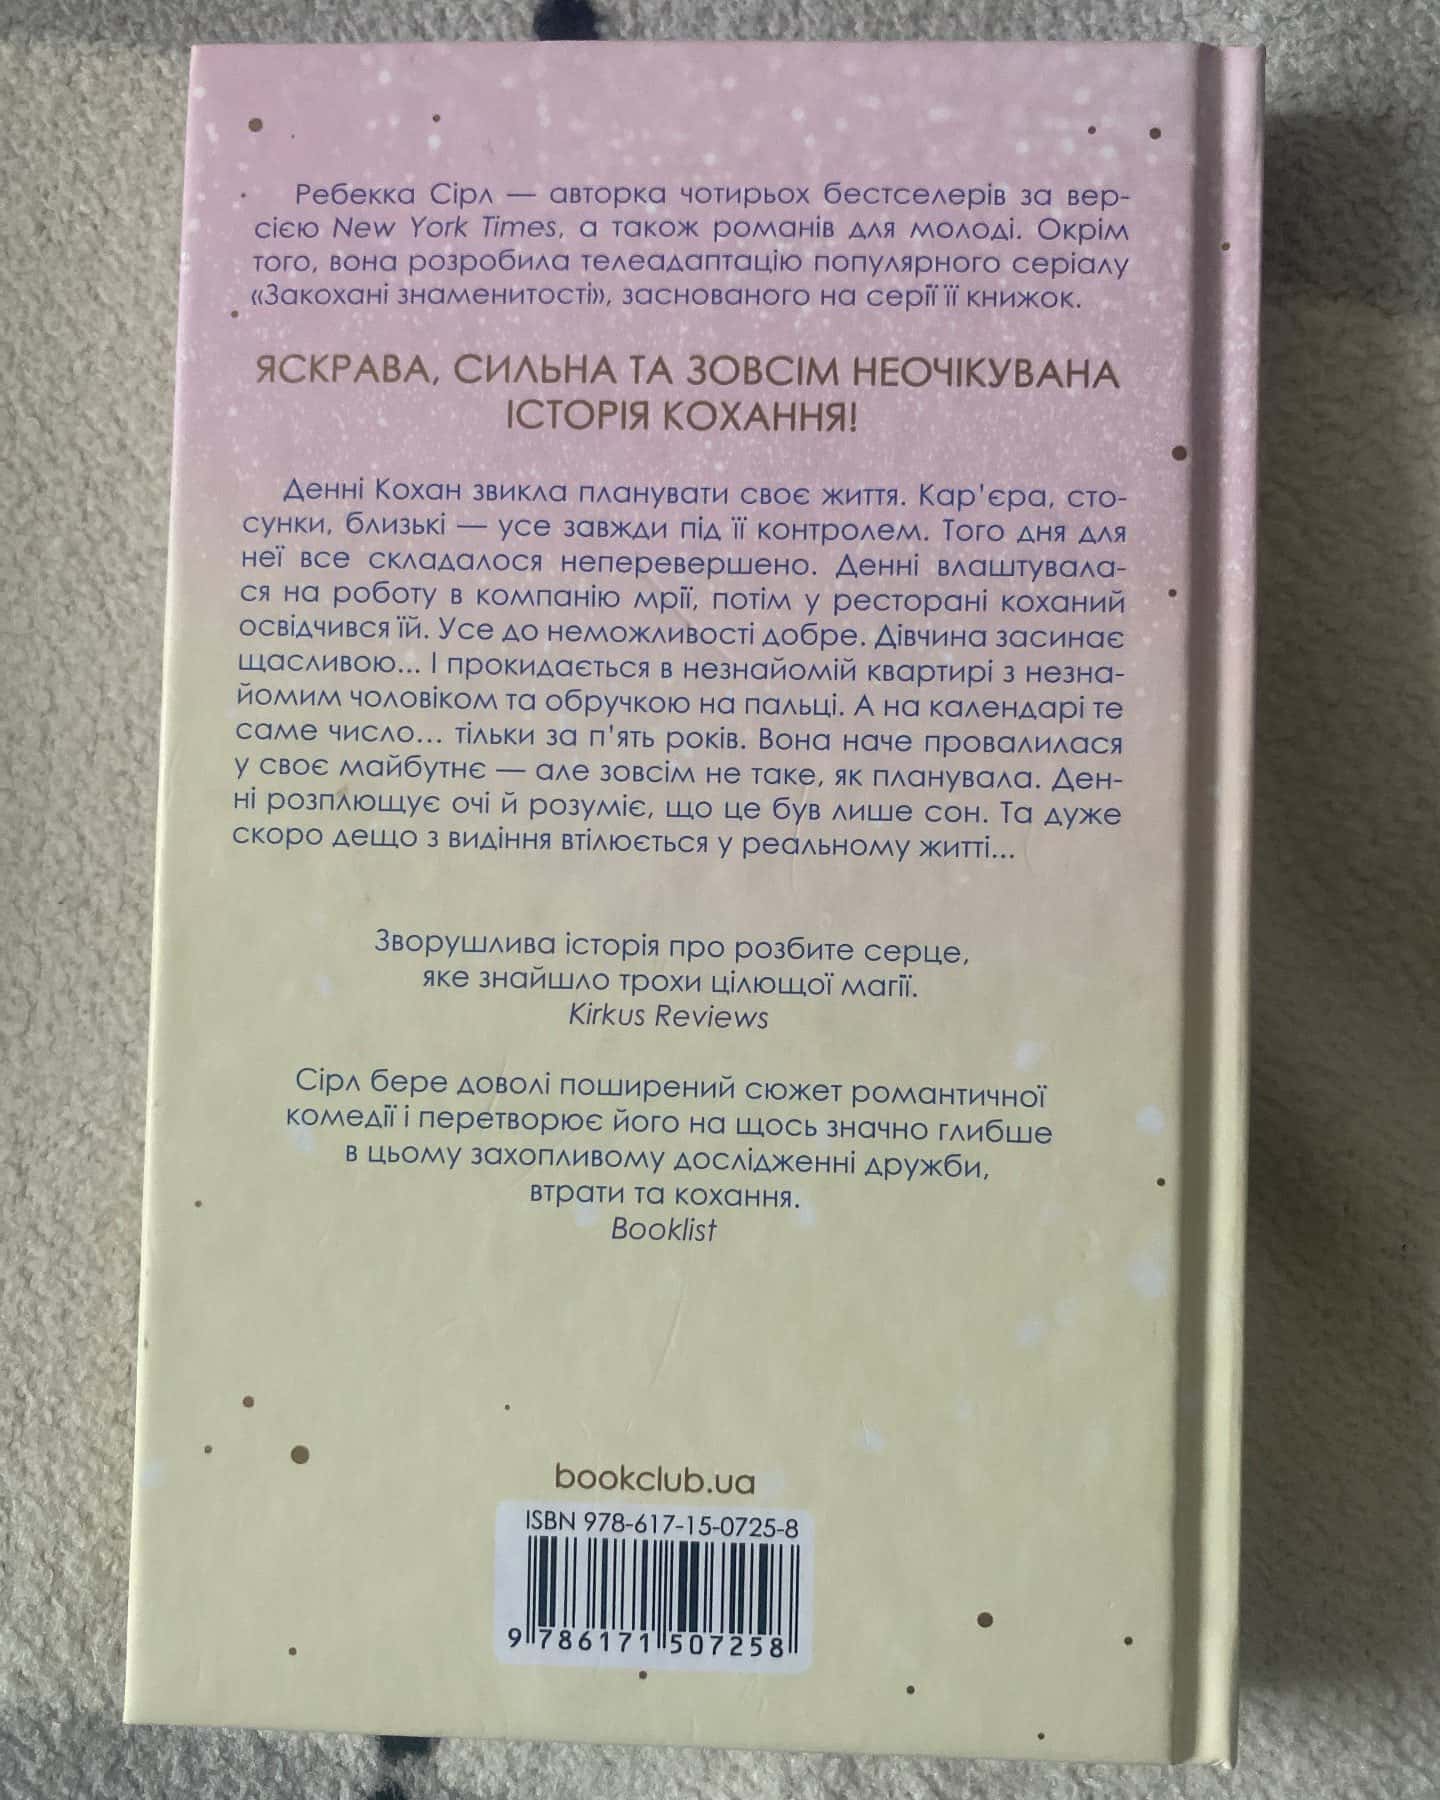 Ребекка Сірл — авторка чотирьох бестселерів за вер-
сією New York Times, а також романів для молоді. Окрім
того, вона розробила телеадаптацію популярного серіалу
«Закохані знаменитості», заснованого на серії її книжок.
ЯСКРАВА, СИЛЬНА ТА ЗОВСІМ НЕОЧІКУВАНА
ІСТОРІЯ КОХАННЯ!
Денні Кохан звикла планувати своє життя. Кар’єра, сто-
сунки, близькі — усе завжди під її контролем. Того дня для
неї все складалося неперевершено. Денні влаштувала-
ся на роботу в компанію мрії, потім у ресторані коханий
освідчився їй. Усе до неможливості добре. Дівчина засинає
щасливою... І прокидається в незнайомій квартирі з незна-
йомим чоловіком та обручкою на пальці. А на календарі те
саме число... тільки за п’ять років. Вона наче провалилася
у своє майбутнє — але зовсім не таке, як планувала. Ден-
ні розплющує очі й розуміє, що це був лише сон. Та дуже
скоро дещо з видіння втілюється у реальному житті...
Зворушлива історія про розбите серце,
яке знайшло трохи цілющої магії.
Kirkus Reviews
Сірл бере доволі поширений сюжет романтичної
комедії і перетворює його на щось значно глибше
в цьому захопливому дослідженні дружби,
втрати та кохання.
Booklist
bookclub.ua
ISBN 978-617-15-0725-8
9 786171 507258